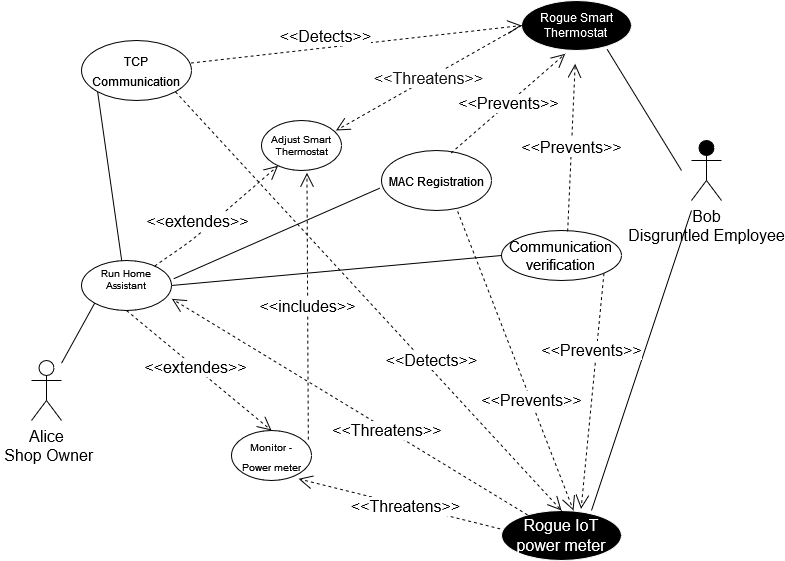 Rogue Smart
Thermostat
<<Detects>>
TCP
Communication
<<Threatens>>
<<Prevents>>
Adjust Smart
Thermostat
<<Prevents>>
MAC Registration
Bob
Disgruntled Employee
<<extendes>>
Communication
verification
Run Home
Assistant
<<includes>>
<<Prevents>>
<<Detects>>
<<extendes>>
<<Prevents>>
Alice
Shop Owner
<<Threatens>>
Monitor -
Power meter
<<Threatens>>
Rogue IoT
power meter